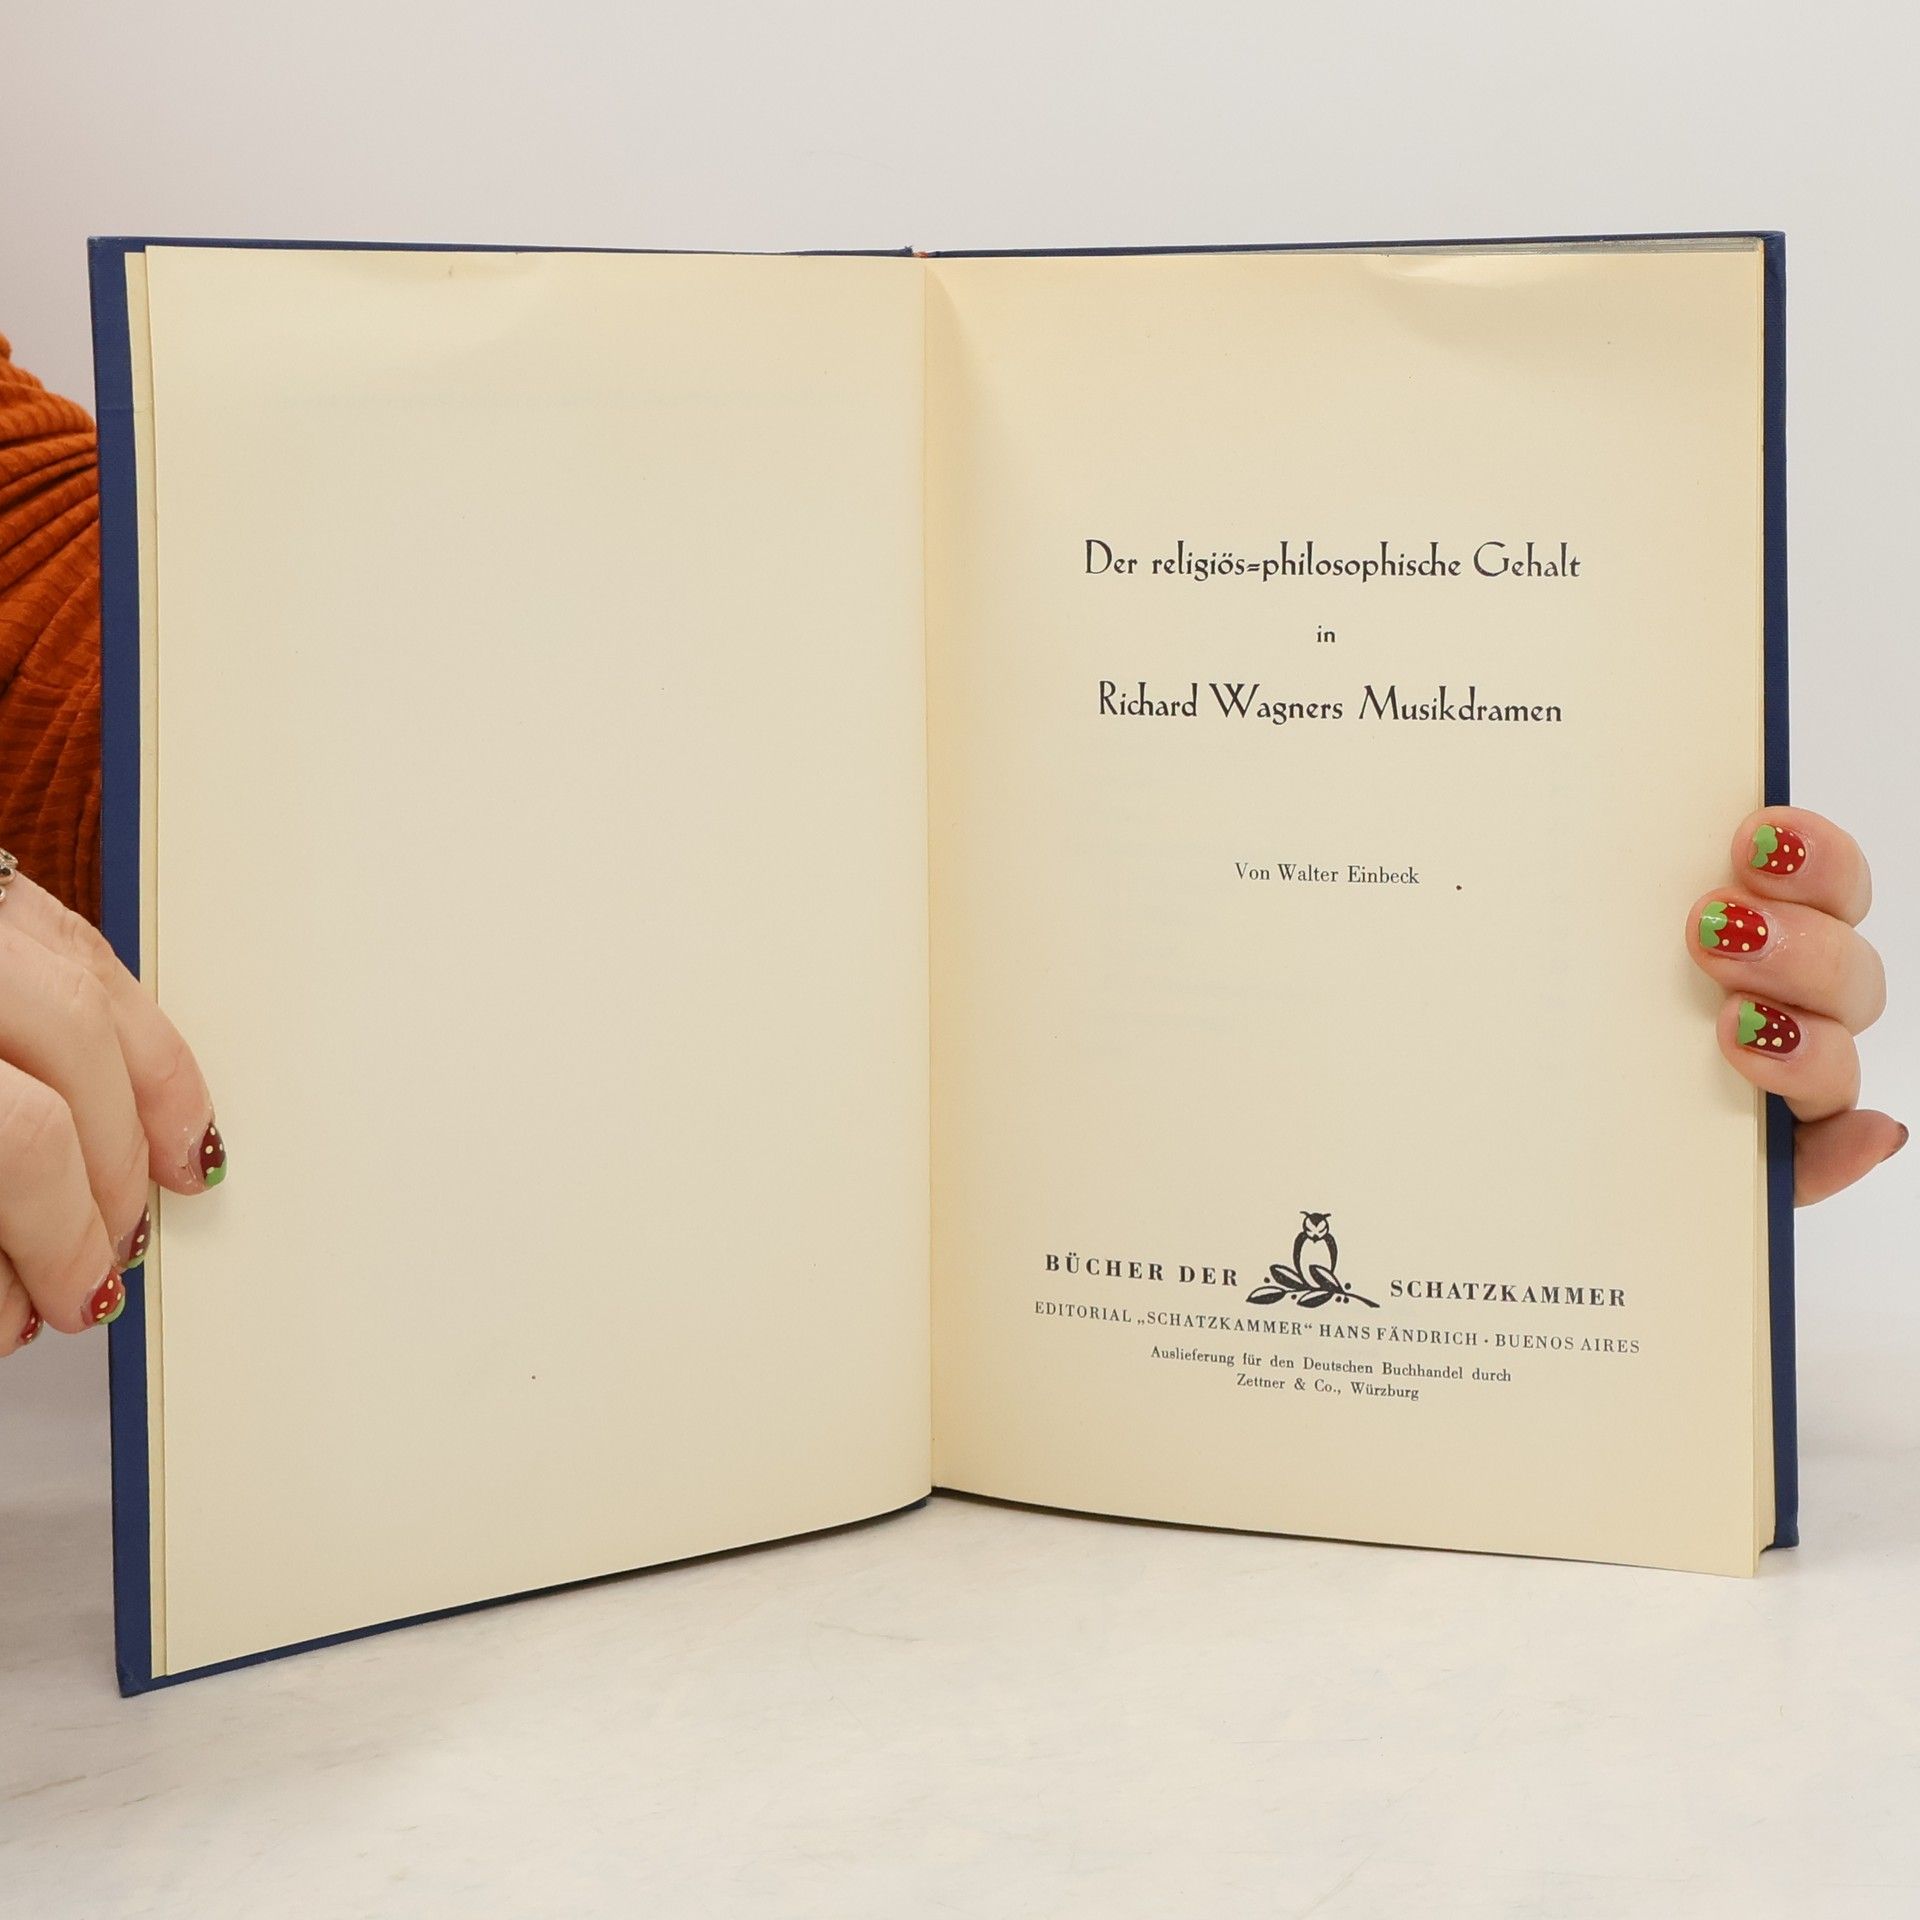 Der religiös=philosophische Gehalt
in
Richard Wagners Musikdramen
Von Walter Einbeck
BÜCHER DER SCHATZKAMMER
EDITORIAL „SCHATZKAMMER“ HANS FÄNDRICH · BUENOS AIRES
Auslieferung für den Deutschen Buchhandel durch
Zettner & Co., Würzburg